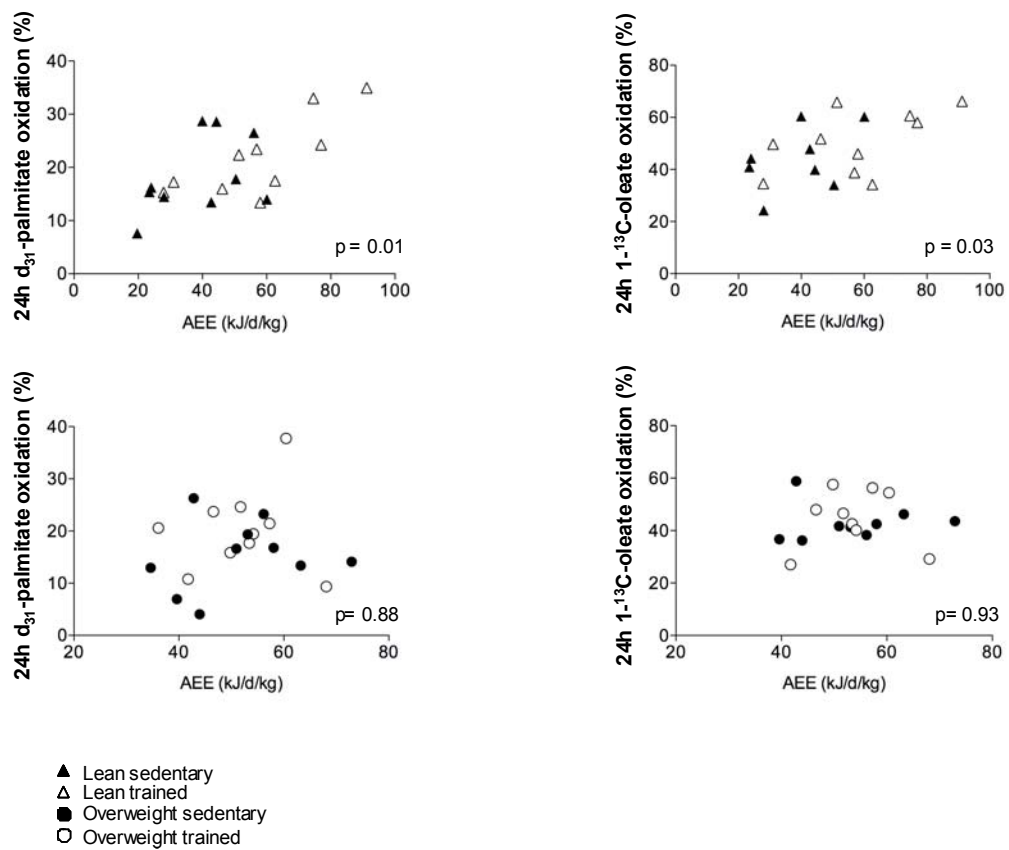 24h d₃₁-palmitate oxidation (%)
40
30
20
10
0
0 20 40 60 80 100
AEE (kJ/d/kg)
p = 0.01
24h 1-¹³C-oleate oxidation (%)
80
60
40
20
0
0 20 40 60 80 100
AEE (kJ/d/kg)
p = 0.03
24h d₃₁-palmitate oxidation (%)
40
30
20
10
0
20 40 60 80
AEE (kJ/d/kg)
p= 0.88
24h 1-¹³C-oleate oxidation (%)
80
60
40
20
0
20 40 60 80
AEE (kJ/d/kg)
p = 0.93
Lean sedentary
Lean trained
Overweight sedentary
Overweight trained